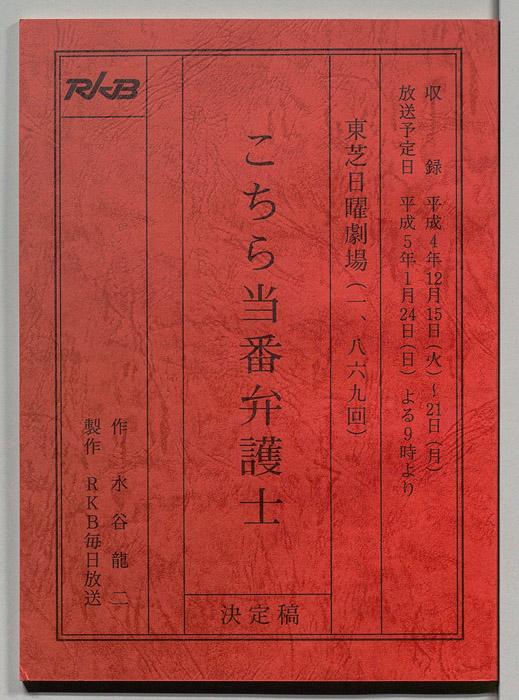 収録 平成4年12月15日（火）～21日（月）
放送予定日 平成5年1月24日（日）よる9時より
東芝日曜劇場（一、八六九回）
こちら当番弁護士
決定稿
RKB
作 永谷龍二
製作 RKB毎日放送